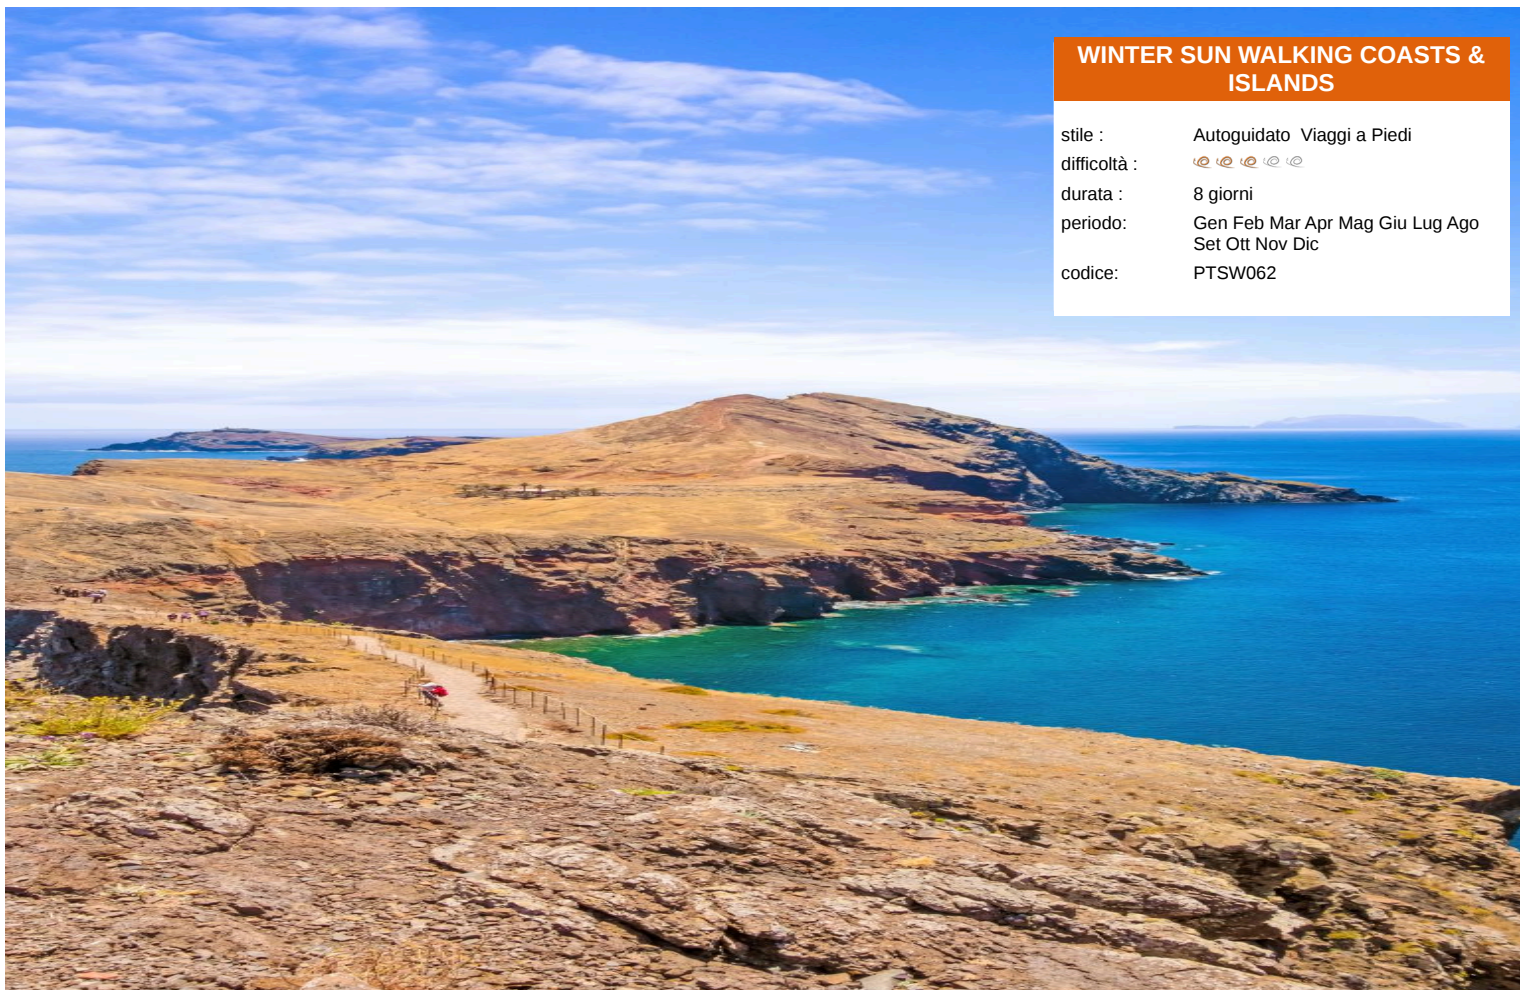 WINTER SUN WALKING COASTS &
ISLANDS
stile : Autoguidato Viaggi a Piedi
difficoltà :
durata : 8 giorni
periodo: Gen Feb Mar Apr Mag Giu Lug Ago
Set Ott Nov Dic
codice: PTSW062